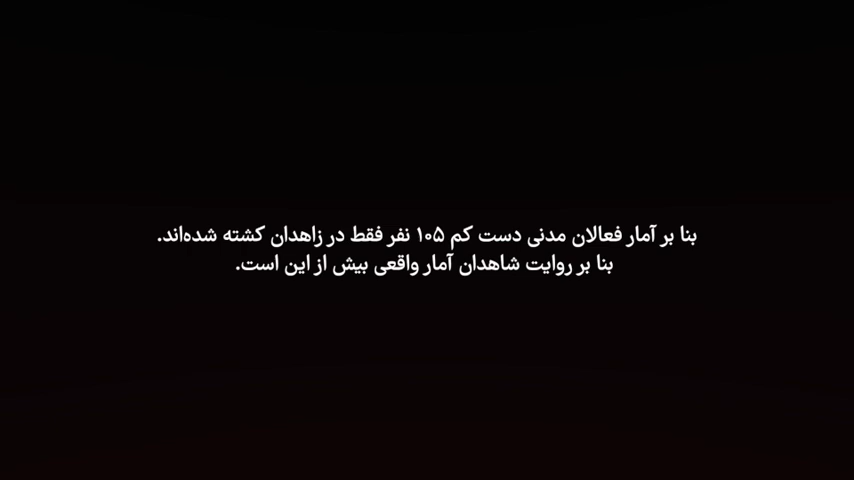 بنا بر آمار فعالان مدنی دست کم ۱۰۵ نفر فقط در زاهدان کشته شده‌اند.
بنا بر روایت شاهدان آمار واقعی بیش از این است.